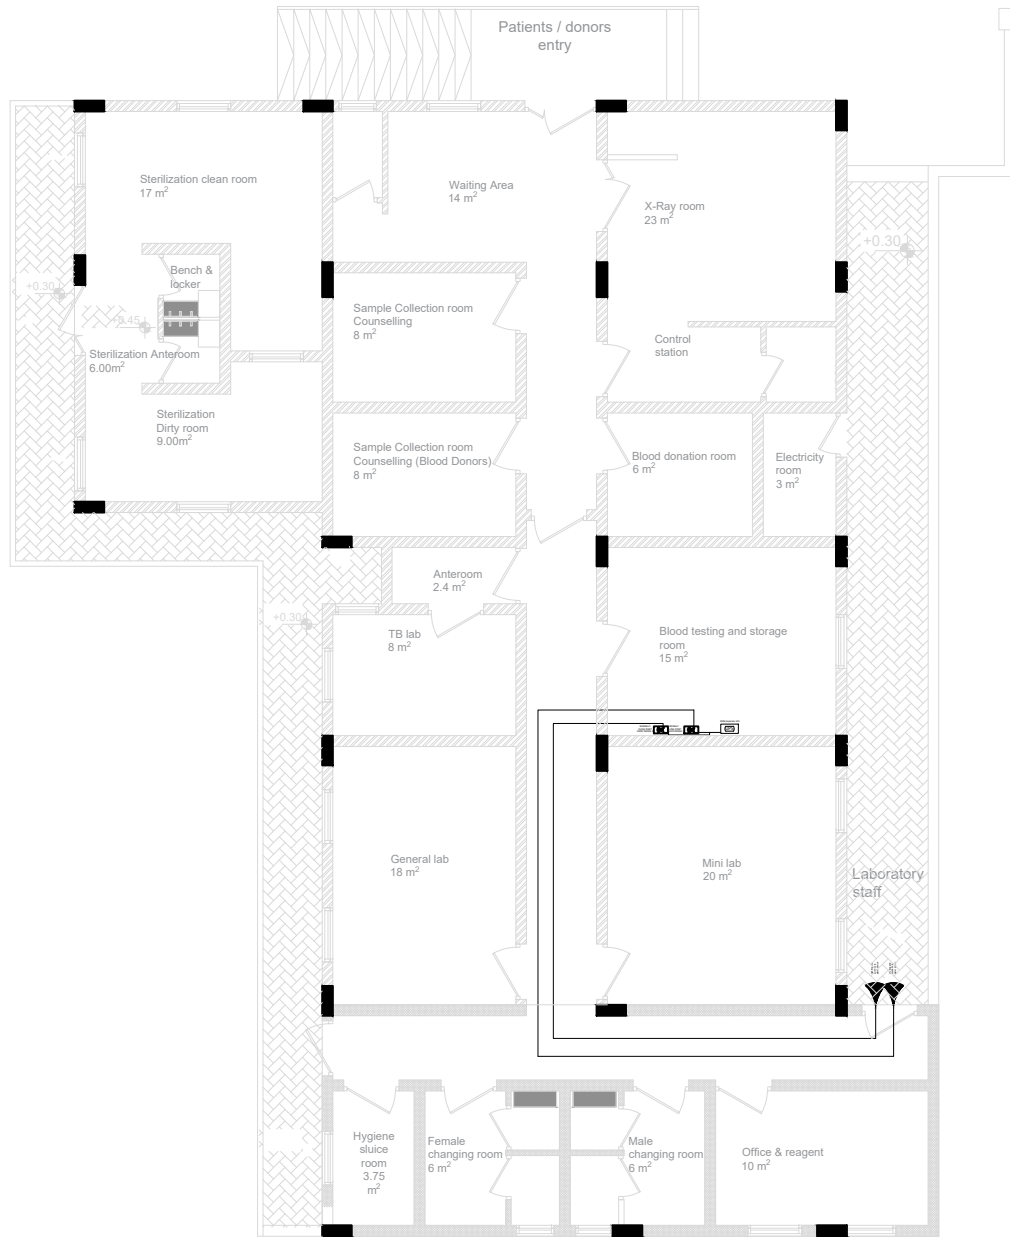 Patients / donors
entry
Sterilization clean room
17 m²
Waiting Area
14 m²
X-Ray room
23 m²
+0.30
Bench &
locker
+0.30
+0.45
Sample Collection room
Counselling
8 m²
Control
station
Sterilization Anteroom
6.00m²
Sterilization
Dirty room
9.00m²
Sample Collection room
Counselling (Blood Donors)
8 m²
Blood donation room
6 m²
Electricity
room
3 m²
Anteroom
2.4 m²
+0.30
TB lab
8 m²
Blood testing and storage
room
15 m²
General lab
18 m²
Mini lab
20 m²
Laboratory
staff
Hygiene
sluice
room
3.75
m²
Female
changing room
6 m²
Male
changing room
6 m²
Office & reagent
10 m²